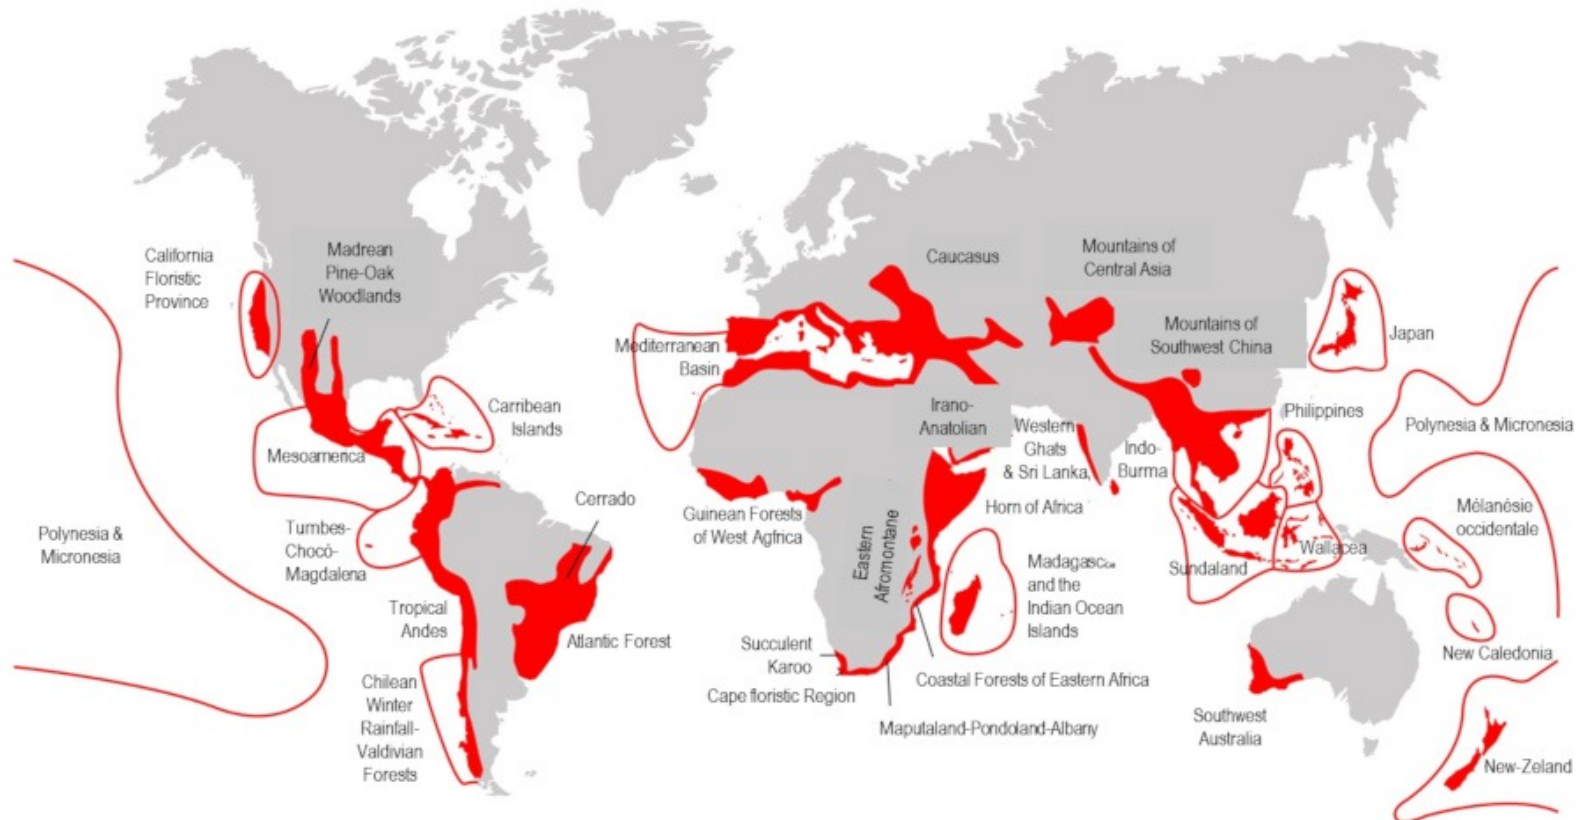 California
Floristic
Province
Madrean
Pine-Oak
Woodlands
Caucasus
Mountains of
Central Asia
Mountains of
Southwest China
Japan
Mediterranean
Basin
Carribean
Islands
Irano-
Anatolian
Western
Ghats
& Sri Lanka
Indo-
Burma
Philippines
Polynesia & Micronesia
Mesoamerica
Cerrado
Guinean Forests
of West Agfrica
Horn of Africa
Mélanésie
occidentale
Polynesia &
Micronesia
Tumbes-
Chocó-
Magdalena
Eastern
Afromontane
Madagascar
and the
Indian Ocean
Islands
Sundaland
Wallacea
Tropical
Andes
Atlantic Forest
Succulent
Karoo
Cape floristic Region
Coastal Forests of Eastern Africa
Maputaland-Pondoland-Albany
New Caledonia
Chilean
Winter
Rainfall-
Valdivian
Forests
Southwest
Australia
New-Zeland